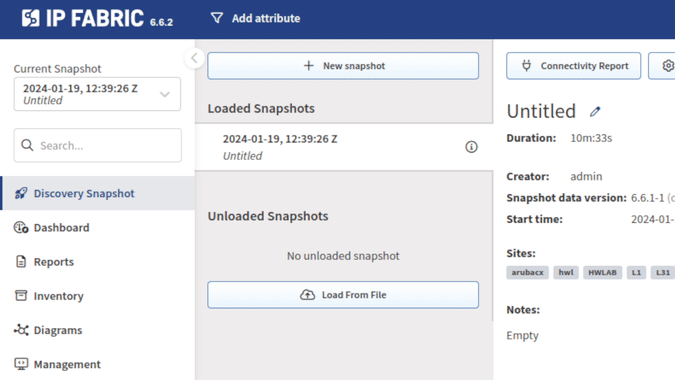 IP FABRIC 6.6.2
Add attribute
Current Snapshot
2024-01-19, 12:39:26 Z
Untitled
Search...
Discovery Snapshot
Dashboard
Reports
Inventory
Diagrams
Management
New snapshot
Loaded Snapshots
2024-01-19, 12:39:26 Z
Untitled
Unloaded Snapshots
No unloaded snapshot
Load From File
Connectivity Report
Untitled
Duration: 10m:33s
Creator: admin
Snapshot data version: 6.6.1-1
Start time: 2024-01-
Sites:
arubacx hwl HWLAB L1 L31
Notes:
Empty